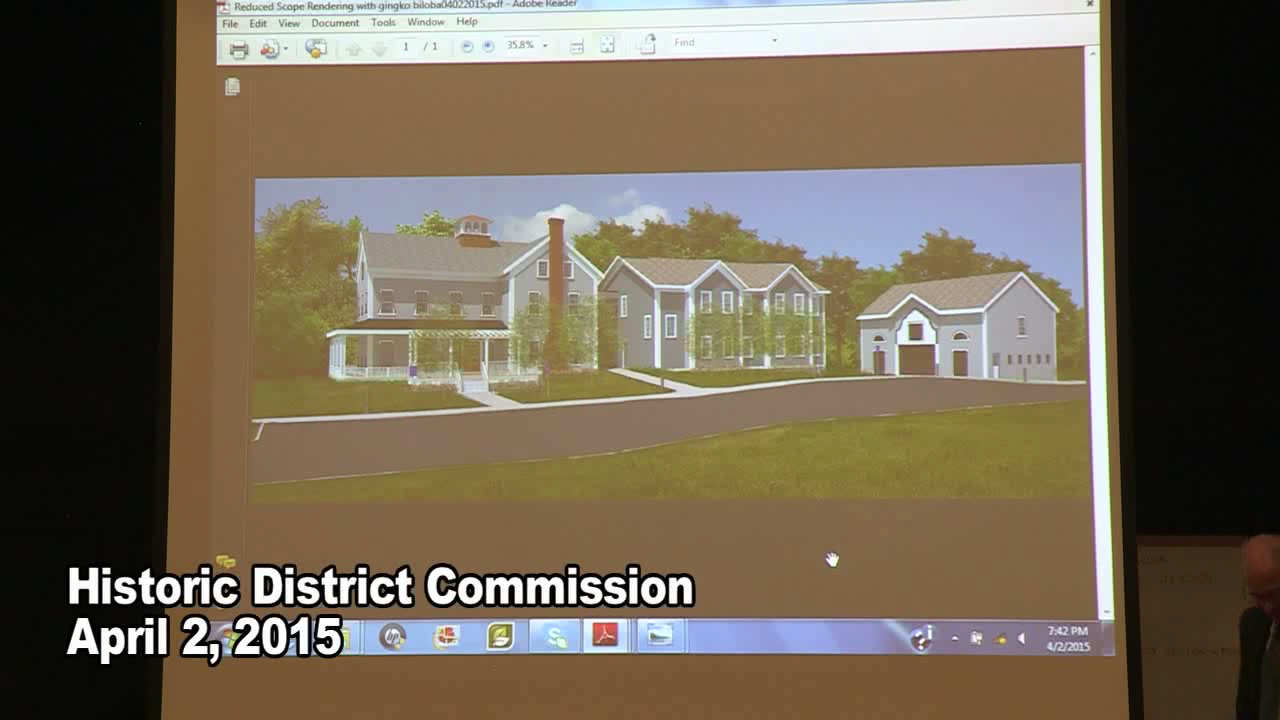 Reduced Scope Rendering with gingko biloba04022015.pdf - Adobe Reader
File Edit View Document Tools Window Help
1 / 1 35.8% Find
Historic District Commission
April 2, 2015
7:42 PM
4/2/2015